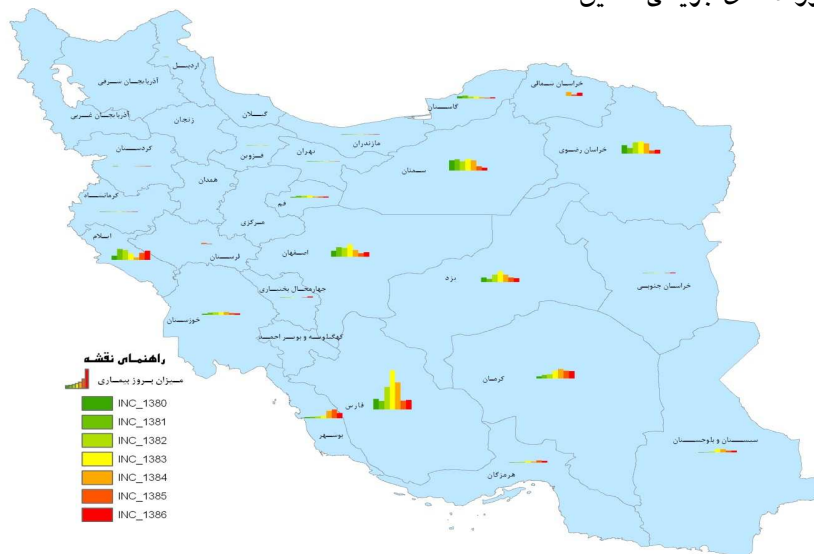 اردبیل
آذربایجان شرقی
آذربایجان غربی
زنجان
گیلان
کردستان
قزوین
تهران
مازندران
گلستان
خراسان شمالی
خراسان رضوی
سمنان
همدان
کرمانشاه
قم
مرکزی
ایلام
لرستان
اصفهان
یزد
خراسان جنوبی
چهارمحال بختیاری
خوزستان
کهگیلویه و بویر احمد
فارس
کرمان
بوشهر
هرمزگان
سیستان و بلوچستان
راهنمای نقشه
میزان بروز بیماری
INC_1380
INC_1381
INC_1382
INC_1383
INC_1384
INC_1385
INC_1386